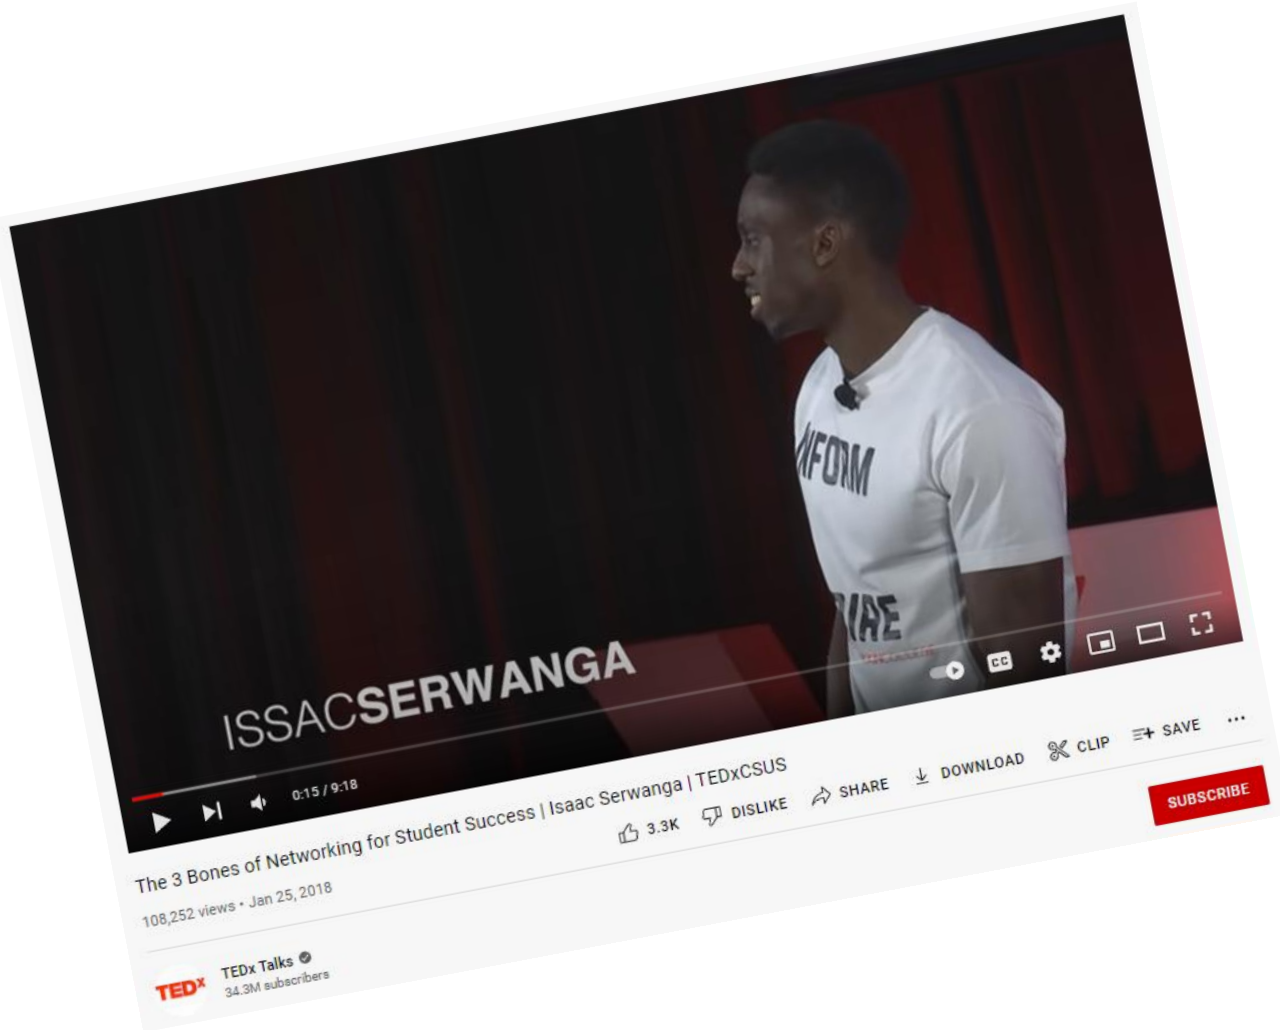 NFORM
IRE
ISSACSERWANGA
0:15 / 9:18
CC
The 3 Bones of Networking for Student Success | Isaac Serwanga | TEDxCSUS
108,252 views • Jan 25, 2018
3.3K DISLIKE SHARE DOWNLOAD CLIP SAVE
TEDx
TEDx Talks
34.3M subscribers
SUBSCRIBE